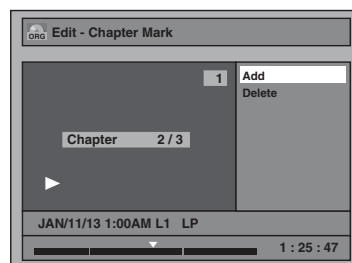 ORG Edit - Chapter Mark
1
Add
Delete
Chapter 2 / 3
JAN/11/13 1:00AM L1 LP
1 : 25 : 47